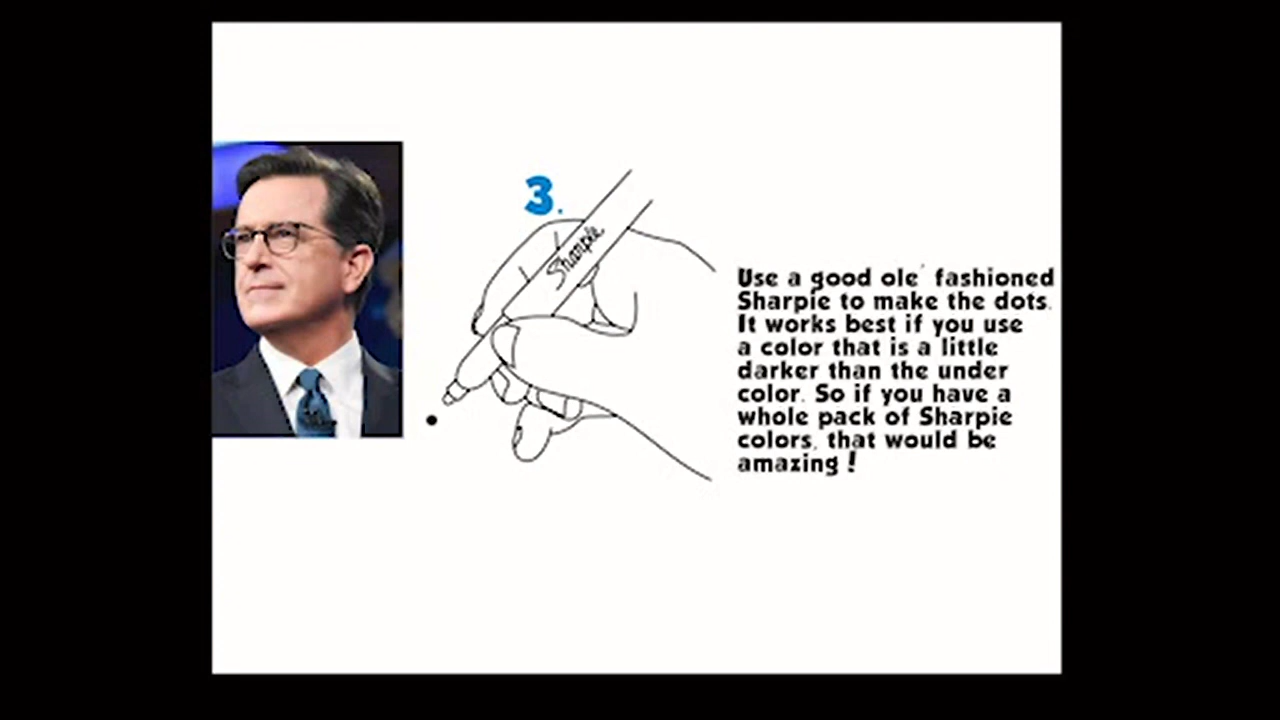 3.
Sharpie
Use a good ole' fashioned
Sharpie to make the dots.
It works best if you use
a color that is a little
darker than the under
color. So if you have a
whole pack of Sharpie
colors, that would be
amazing !